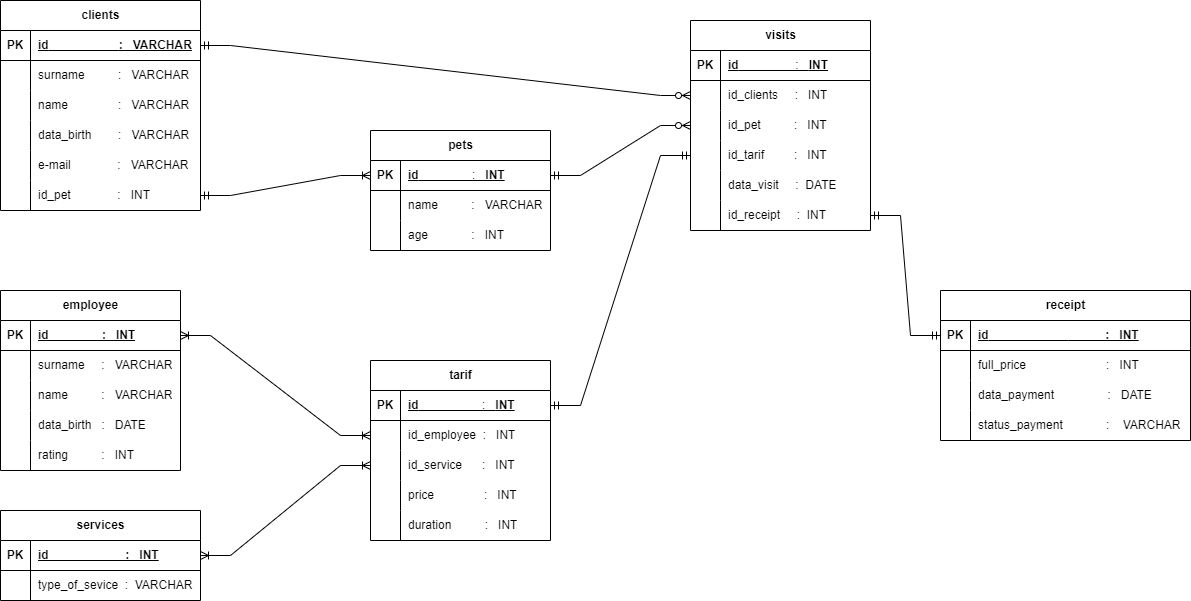 clients
PK id : VARCHAR
surname : VARCHAR
name : VARCHAR
data_birth : VARCHAR
e-mail : VARCHAR
id_pet : INT
pets
PK id : INT
name : VARCHAR
age : INT
visits
PK id : INT
id_clients : INT
id_pet : INT
id_tarif : INT
data_visit : DATE
id_receipt : INT
employee
PK id : INT
surname : VARCHAR
name : VARCHAR
data_birth : DATE
rating : INT
tarif
PK id : INT
id_employee : INT
id_service : INT
price : INT
duration : INT
receipt
PK id : INT
full_price : INT
data_payment : DATE
status_payment : VARCHAR
services
PK id : INT
type_of_sevice : VARCHAR